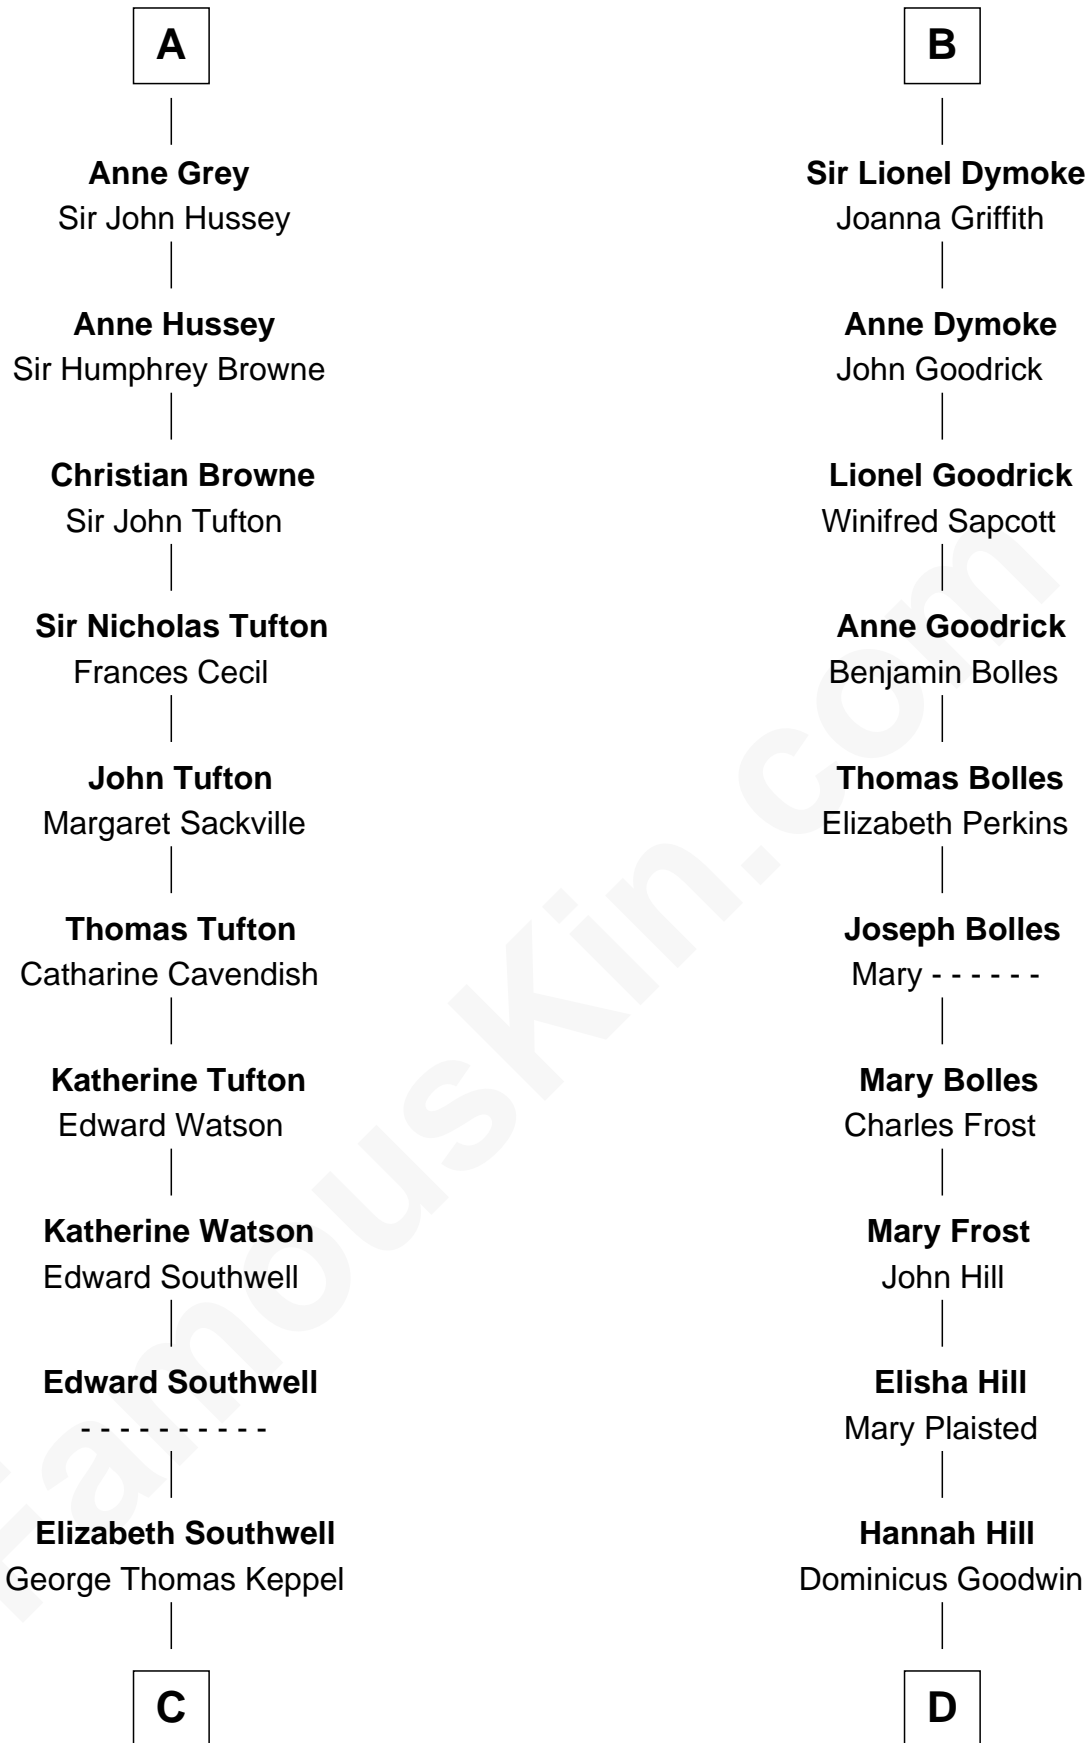 A
Anne Grey
Sir John Hussey
Anne Hussey
Sir Humphrey Browne
Christian Browne
Sir John Tufton
Sir Nicholas Tufton
Frances Cecil
John Tufton
Margaret Sackville
Thomas Tufton
Catharine Cavendish
Katherine Tufton
Edward Watson
Katherine Watson
Edward Southwell
Edward Southwell
- - - - - - - - - -
Elizabeth Southwell
George Thomas Keppel
C
B
Sir Lionel Dymoke
Joanna Griffith
Anne Dymoke
John Goodrick
Lionel Goodrick
Winifred Sapcott
Anne Goodrick
Benjamin Bolles
Thomas Bolles
Elizabeth Perkins
Joseph Bolles
Mary - - - - - -
Mary Bolles
Charles Frost
Mary Frost
John Hill
Elisha Hill
Mary Plaisted
Hannah Hill
Dominicus Goodwin
D
FamousKin.com